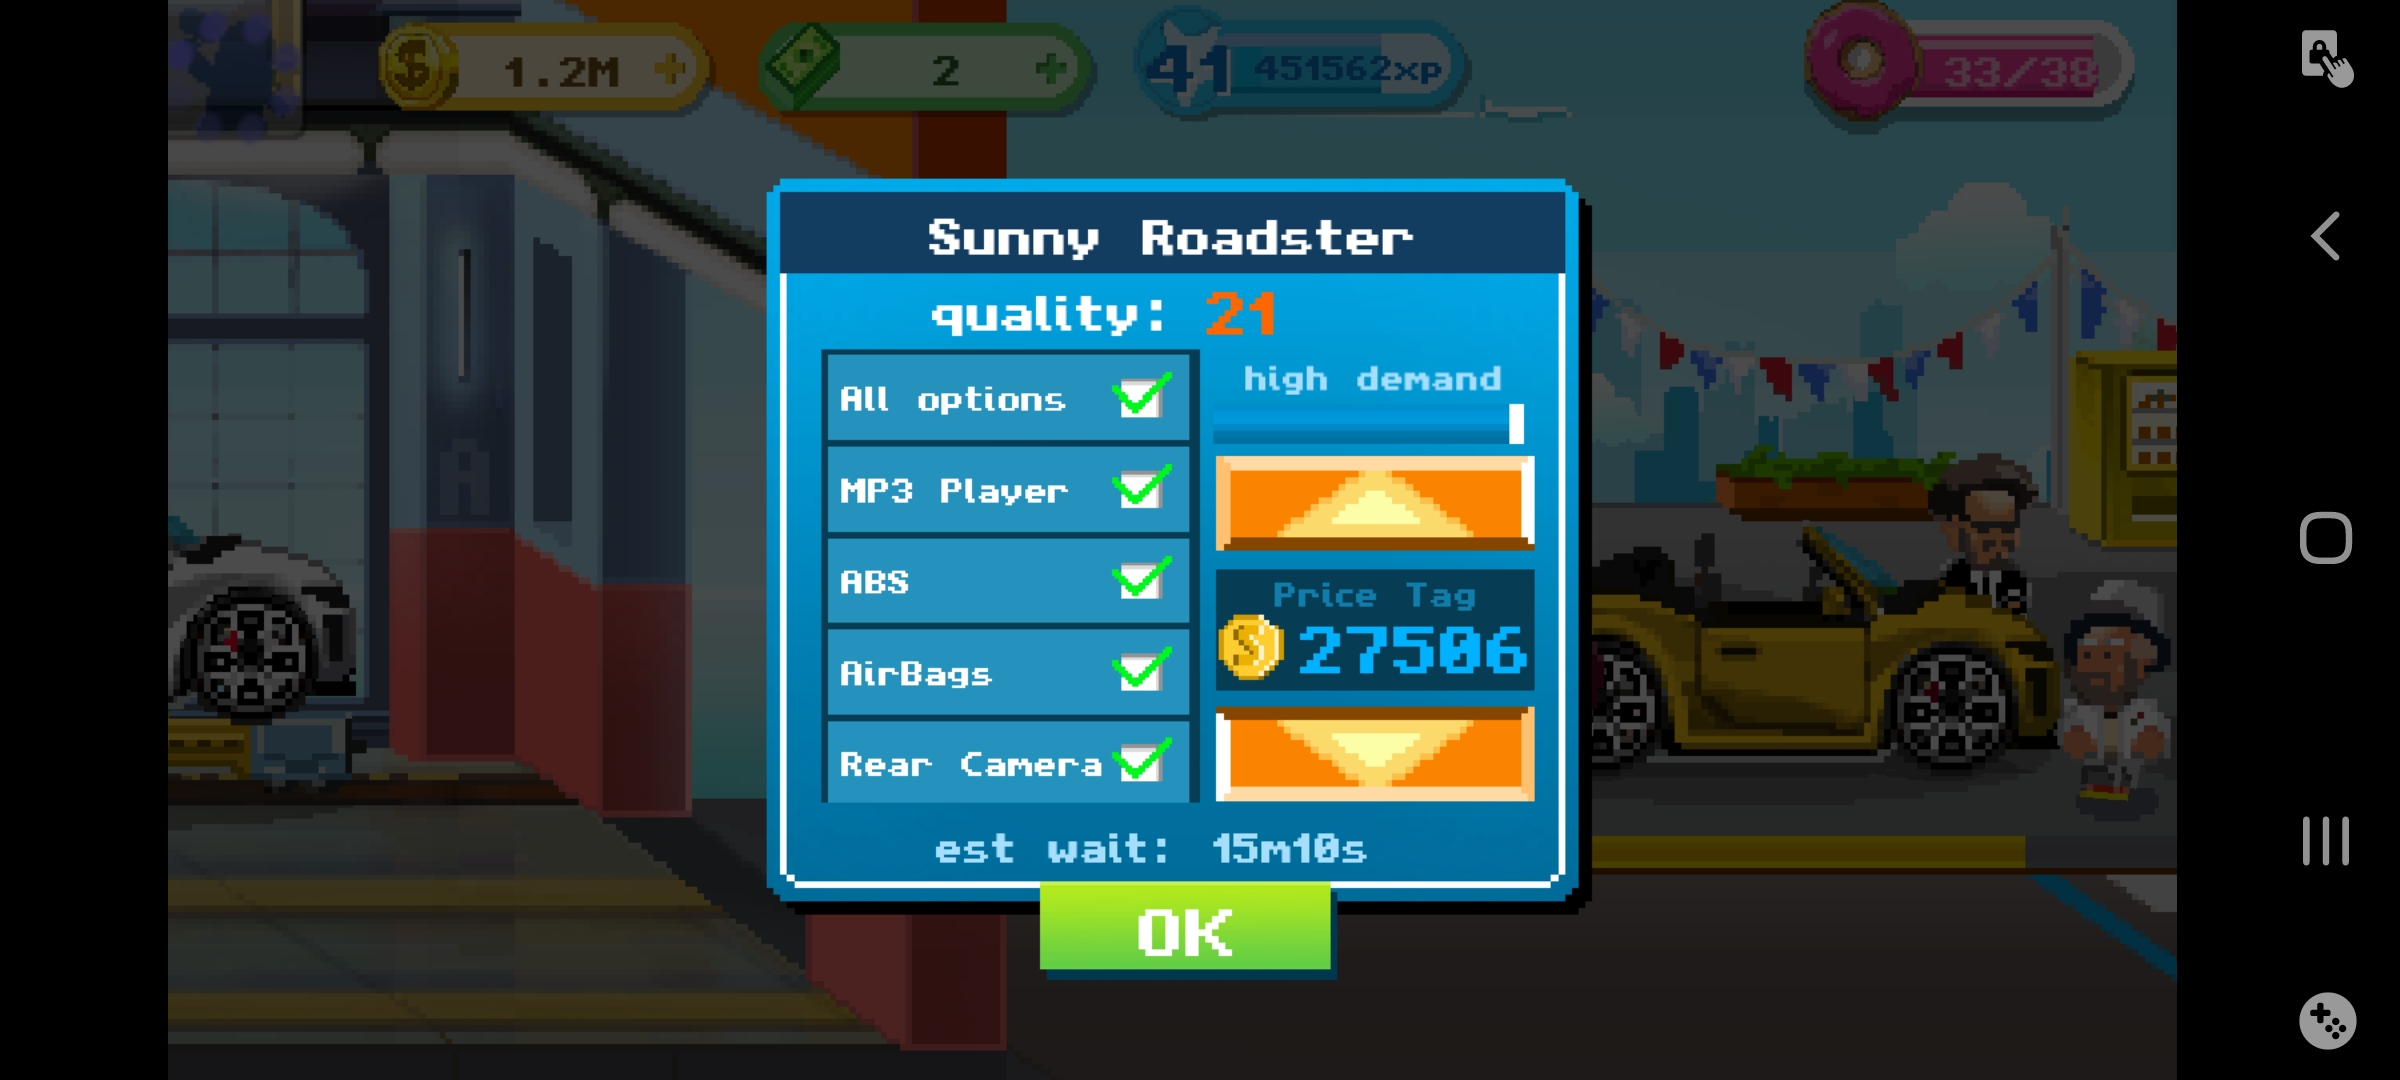 1.2M
2
41
451562xp
33/38
Sunny Roadster
quality: 21
All options
MP3 Player
ABS
AirBags
Rear Camera
high demand
Price Tag
27506
est wait: 15m10s
OK